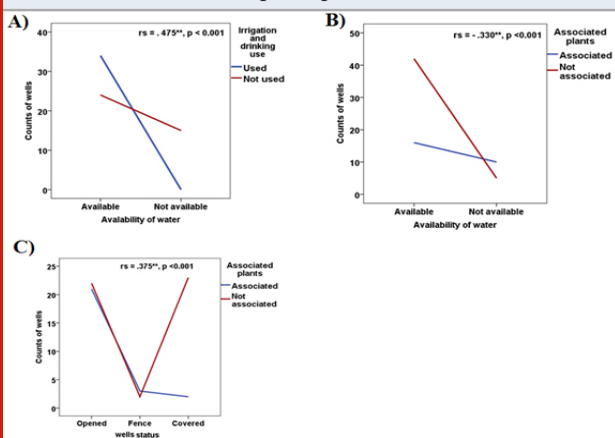 A)
rs = . 475**, p < 0.001
Irrigation
and
drinking
use
Used
Not used
Counts of wells
40
30
20
10
0
Available
Not available
Avalability of water
B)
rs = - .330**, p <0.001
Associated
plants
Associated
Not
associated
Counts of wells
50
40
30
20
10
0
Available
Not available
Availability of water
C)
rs = .375**, p <0.001
Associated
plants
Associated
Not
associated
Counts of wells
25
20
15
10
5
0
Opened
Fence
Covered
wells status